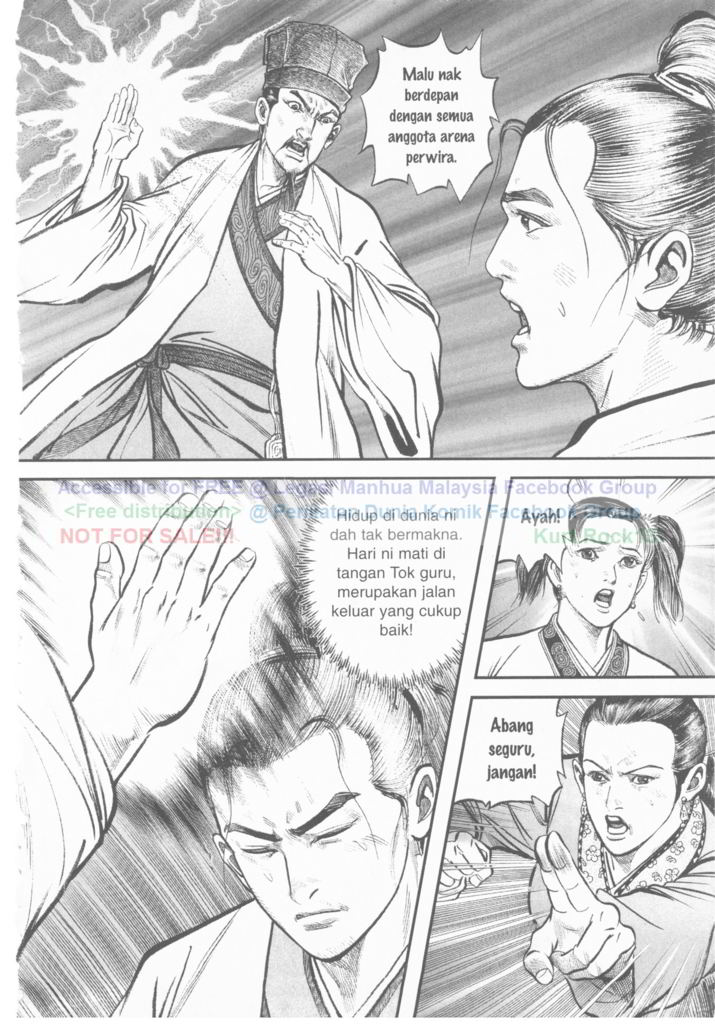 Malu nak
berdepan
dengan semua
anggota arena
perwira.
Accessible for FREE @ Legasi Manhua Malaysia Facebook Group
<Free distribution> @ Pengatan Dunia Komik Facebook Group
NOT FOR SALE!!!
Hidup di dunia ni
dah tak bermakna.
Hari ni mati di
tangan Tok guru,
merupakan jalan
keluar yang cukup
baik!
Ayah!
Abang
seguru,
jangan!